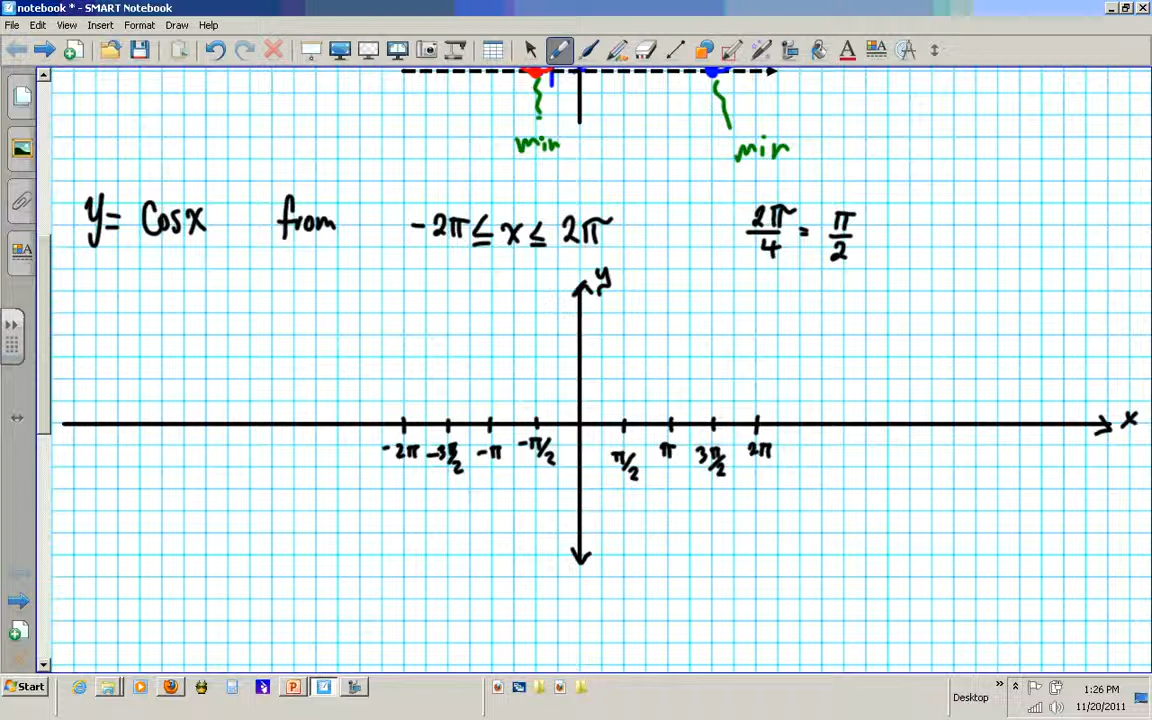 notebook * - SMART Notebook
File Edit View Insert Format Draw Help
min
min
y= Cosx from -2π ≤ x ≤ 2π 2π/4 = π/2
y
x
-2π -3π/2 -π -π/2 π/2 π 3π/2 2π
Start
Desktop
1:26 PM
11/20/2011